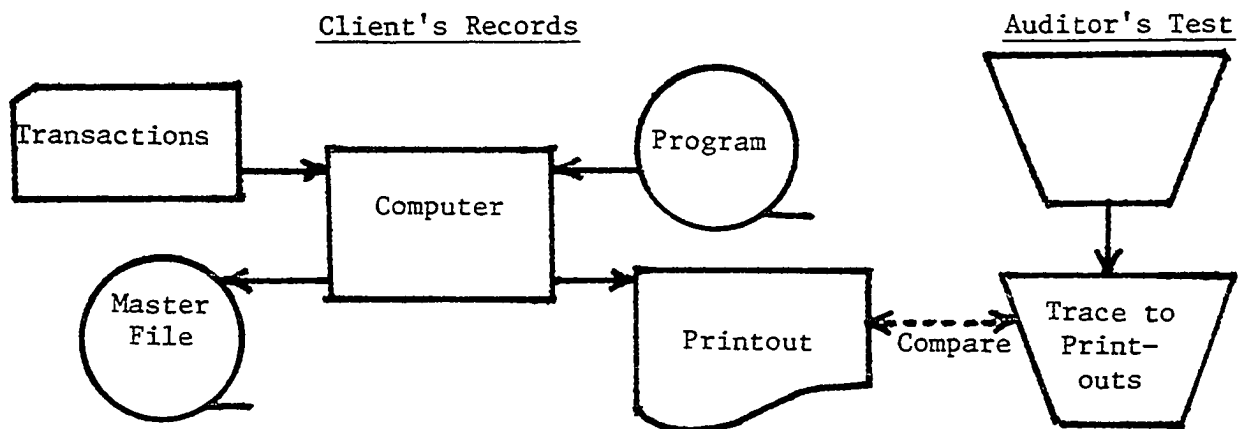 Client's Records
Auditor's Test
Transactions
Program
Computer
Master
File
Printout
Compare
Trace to
Print-
outs